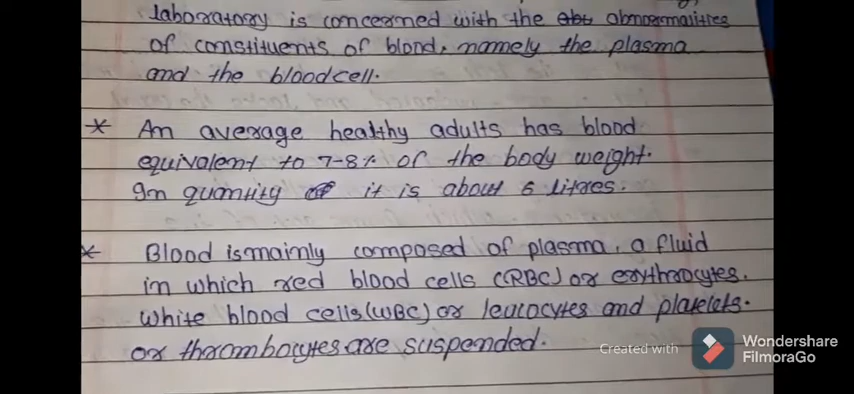 laboratory is concerned with the abnormalities
of constituents of blood, namely the plasma
and the bloodcell.
* An average healthy adults has blood
equivalent to 7-8% of the body weight.
In quantity it is about 6 litres.
* Blood is mainly composed of plasma, a fluid
in which red blood cells (RBC) or erythrocytes.
White blood cells (WBC) or leucocytes and platelets.
or thrombocytes are suspended.
Created with Wondershare
FilmoraGo